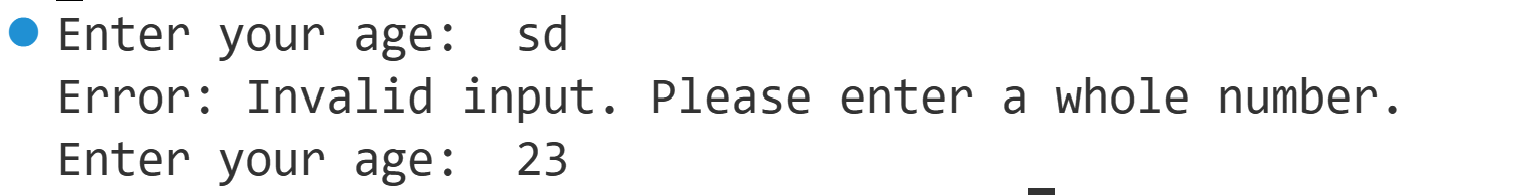 Enter your age:  sd
Error: Invalid input. Please enter a whole number.
Enter your age:  23